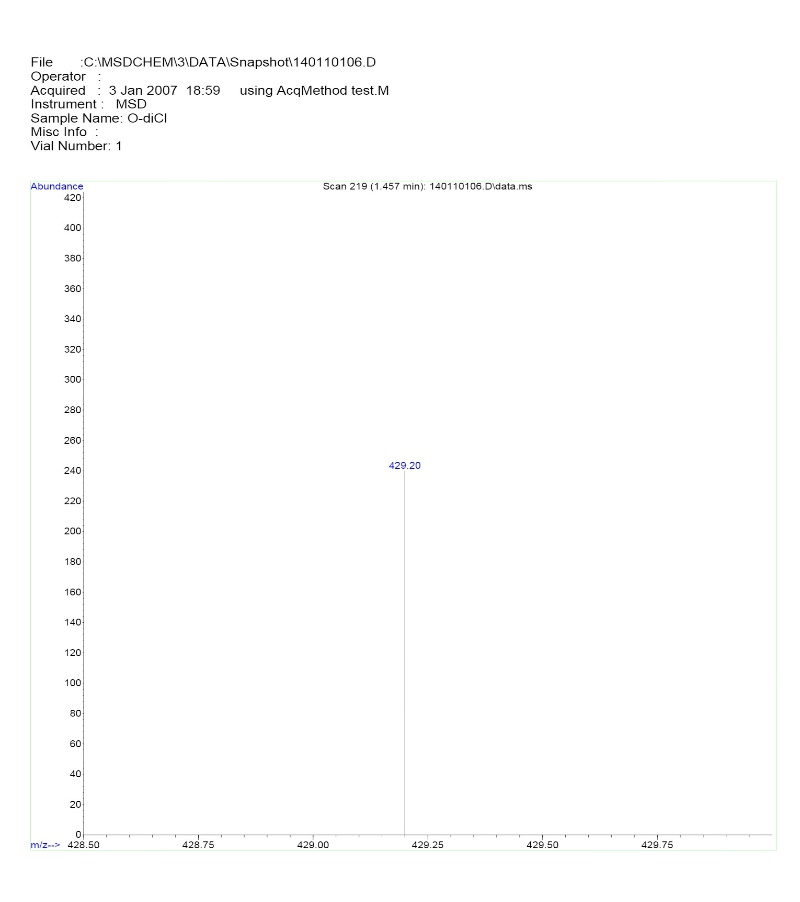 File :C:\MSDCHEM\3\DATA\Snapshot\140110106.D
Operator :
Acquired : 3 Jan 2007 18:59 using AcqMethod test.M
Instrument : MSD
Sample Name: O-diCl
Misc Info :
Vial Number: 1
Abundance Scan 219 (1.457 min): 140110106.D\data.ms
420
400
380
360
340
320
300
280
260
429.20
240
220
200
180
160
140
120
100
80
60
40
20
0
m/z--> 428.50 428.75 429.00 429.25 429.50 429.75